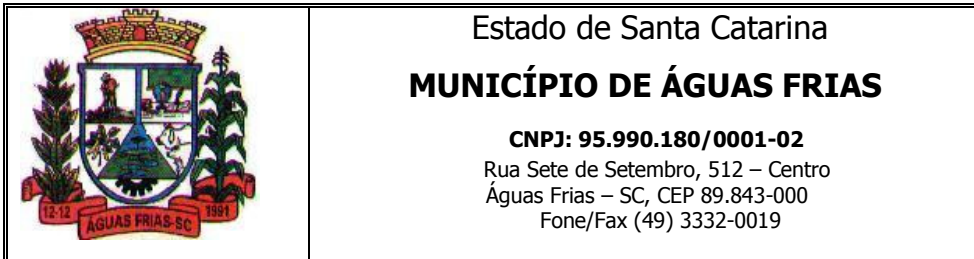 12-12
ÁGUAS FRIAS-SC
1991
Estado de Santa Catarina
MUNICÍPIO DE ÁGUAS FRIAS
CNPJ: 95.990.180/0001-02
Rua Sete de Setembro, 512 – Centro
Águas Frias – SC, CEP 89.843-000
Fone/Fax (49) 3332-0019